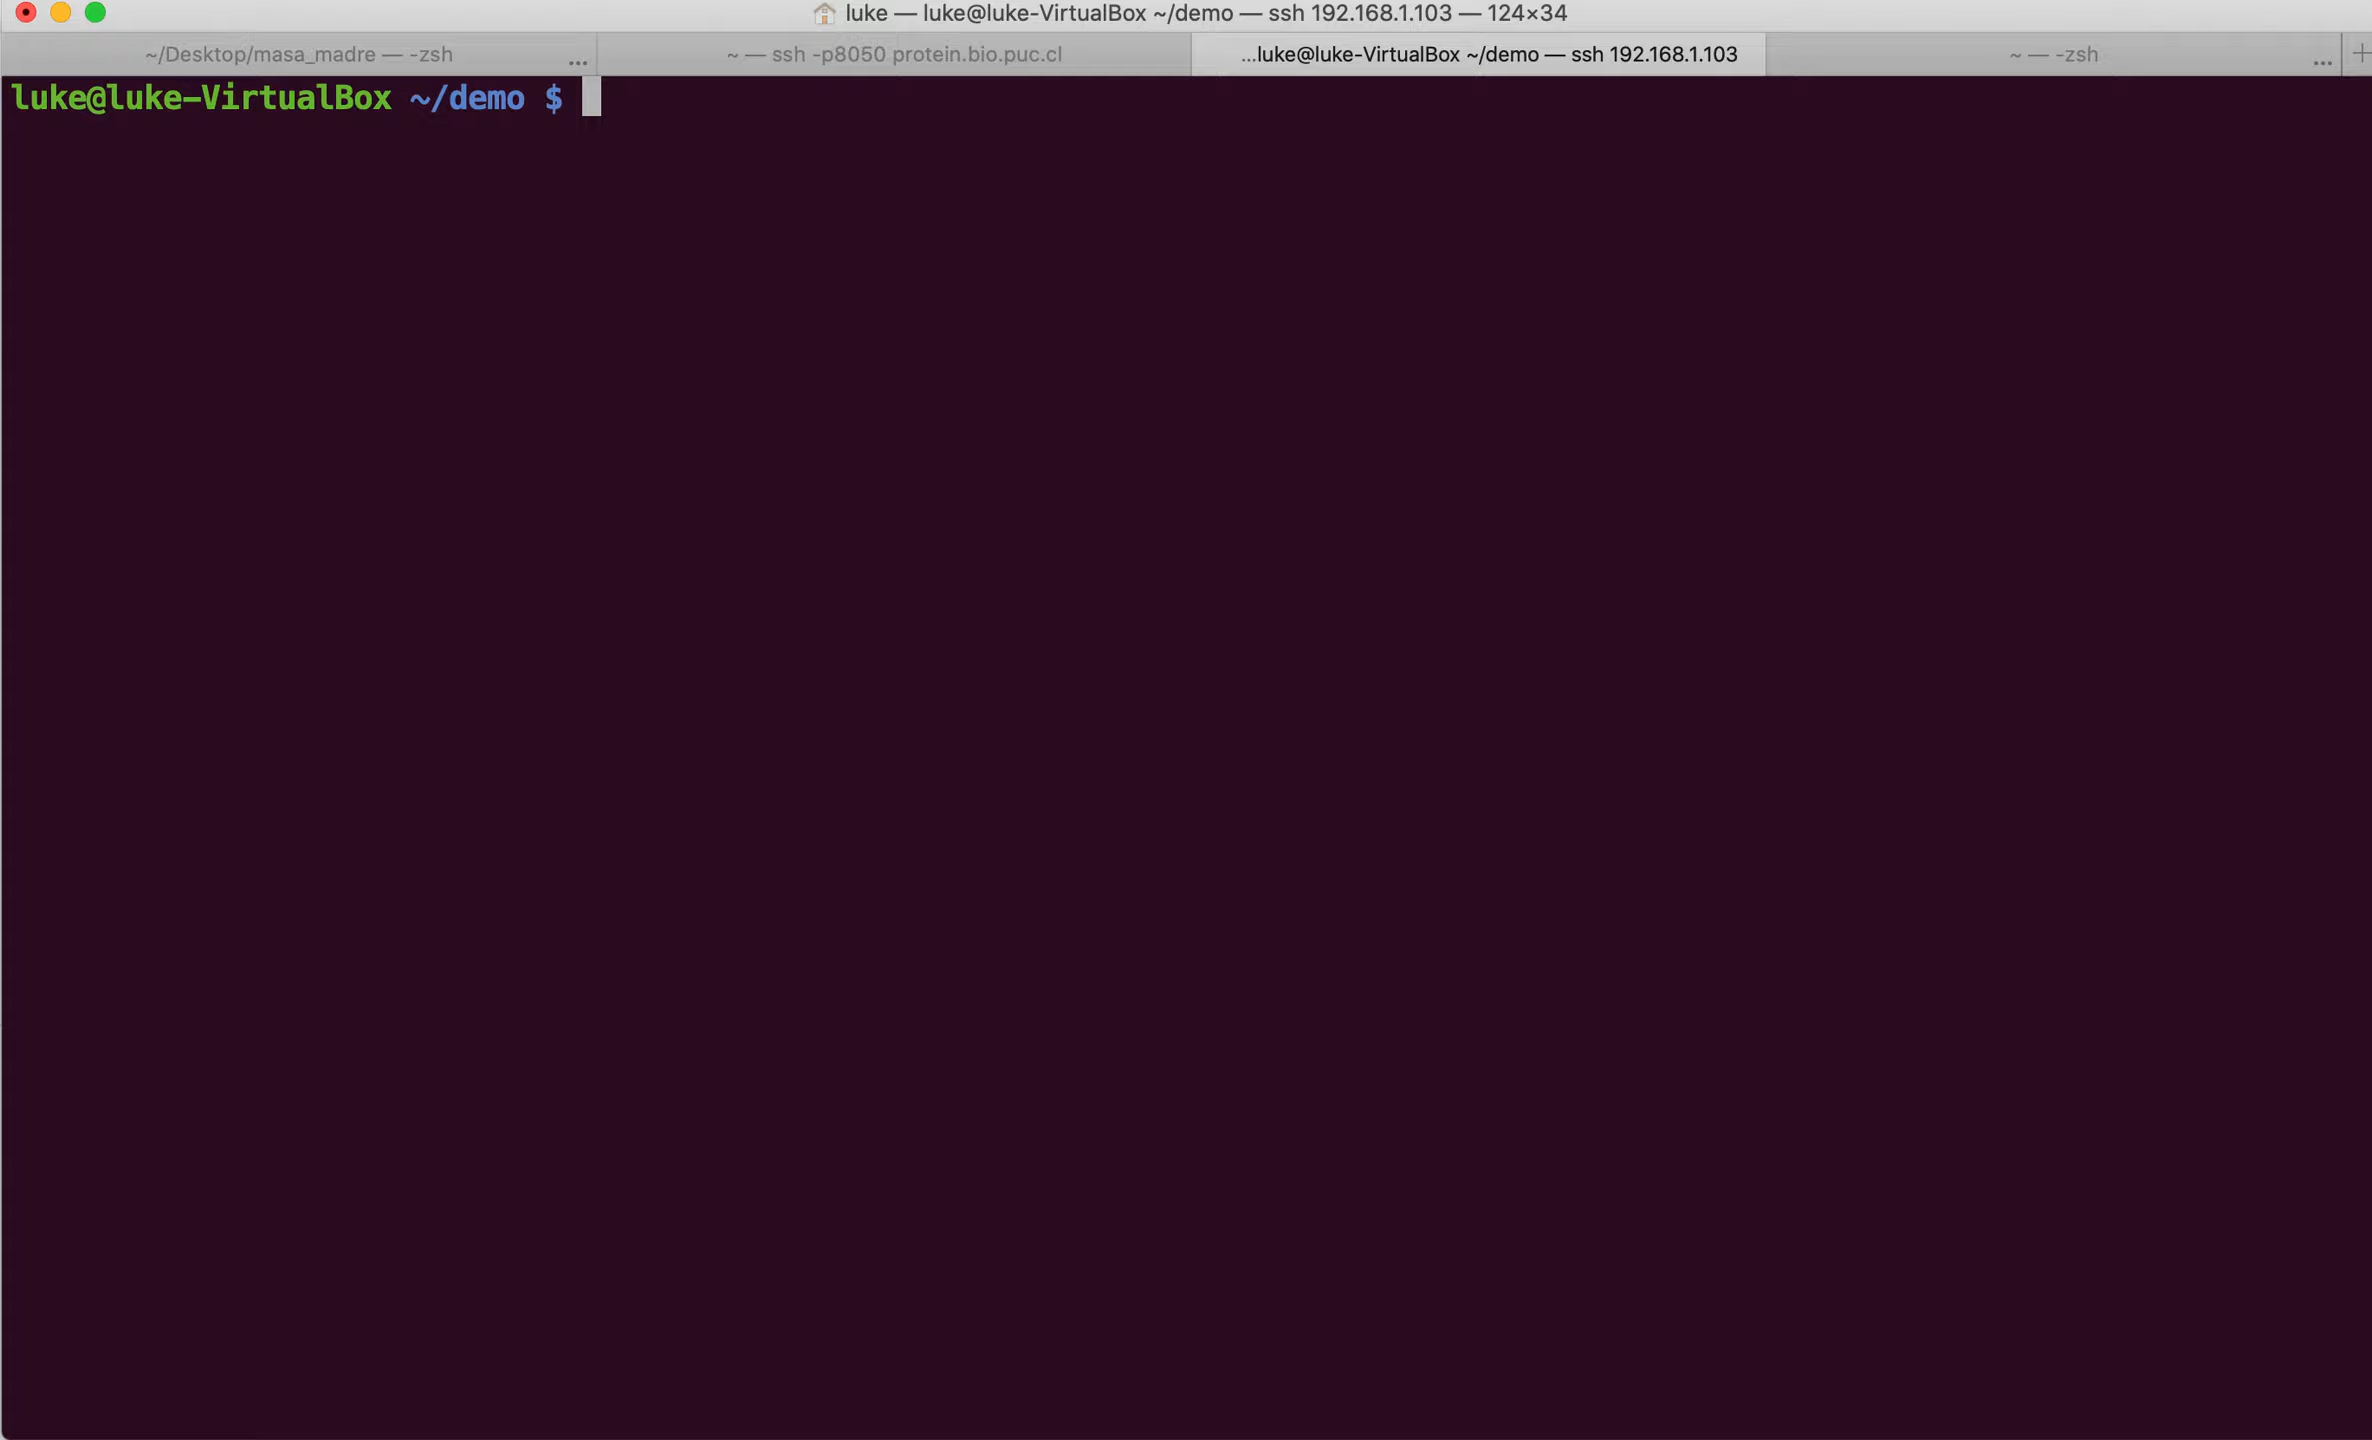 luke — luke@luke-VirtualBox ~/demo — ssh 192.168.1.103 — 124×34
~/Desktop/masa_madre — -zsh ...
~ — ssh -p8050 protein.bio.puc.cl
...luke@luke-VirtualBox ~/demo — ssh 192.168.1.103
~ — -zsh ...
luke@luke-VirtualBox ~/demo $